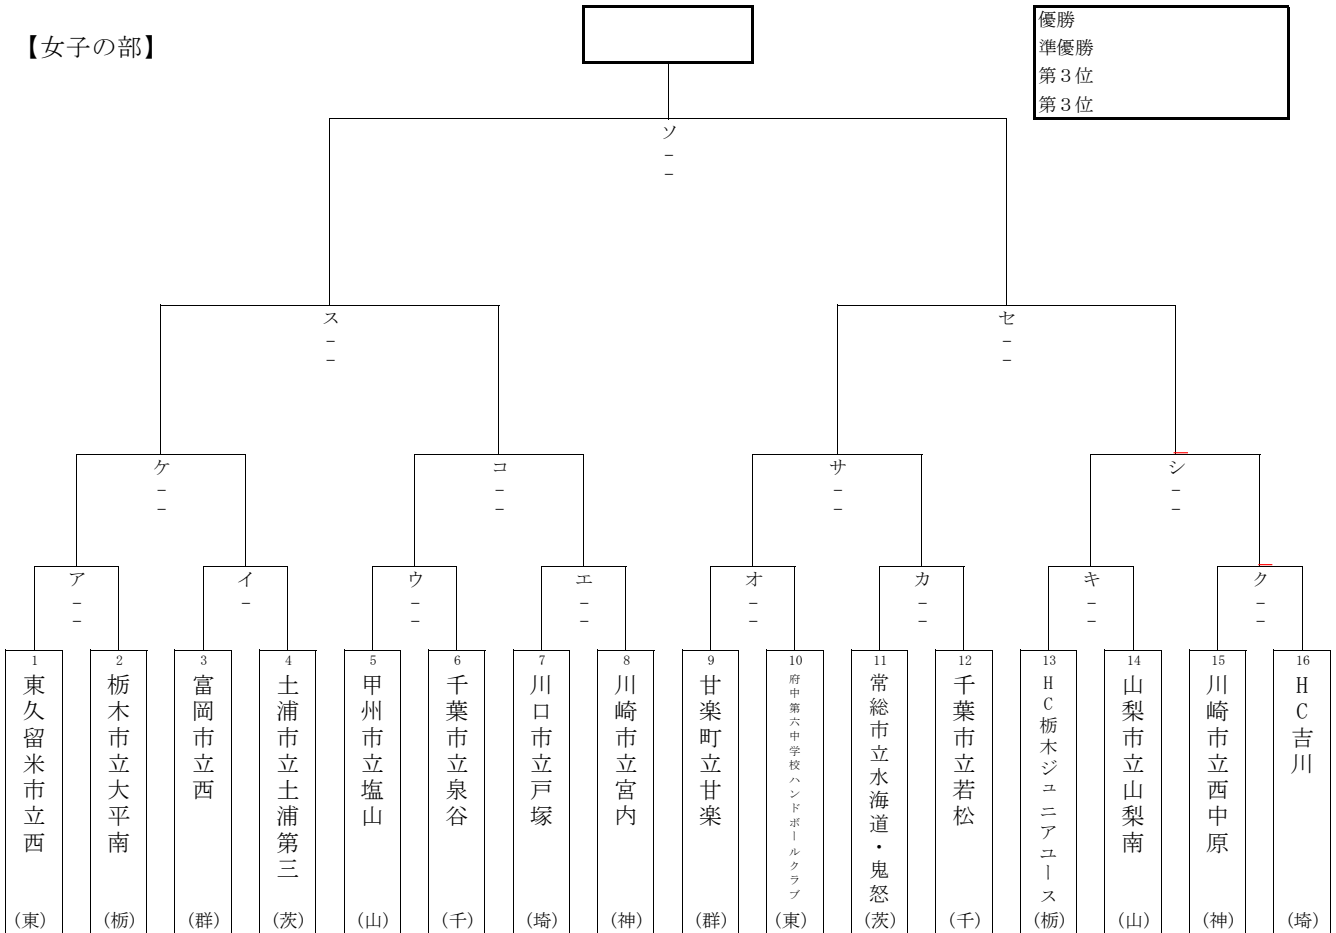 【女子の部】
優勝
準優勝
第３位
第３位
ソ
－
－
ス
－
－
セ
－
－
ケ
－
－
コ
－
－
サ
－
－
シ
－
－
ア
－
－
イ
－
ウ
－
－
エ
－
－
オ
－
－
カ
－
－
キ
－
－
ク
－
－
1
東久留米市立西
(東)
2
栃木市立大平南
(栃)
3
富岡市立西
(群)
4
土浦市立土浦第三
(茨)
5
甲州市立塩山
(山)
6
千葉市立泉谷
(千)
7
川口市立戸塚
(埼)
8
川崎市立宮内
(神)
9
甘楽町立甘楽
(群)
10
府中第六中学校ハンドボールクラブ
(東)
11
常総市立水海道・鬼怒
(茨)
12
千葉市立若松
(千)
13
ＨＣ栃木ジュニアユース
(栃)
14
山梨市立山梨南
(山)
15
川崎市立西中原
(神)
16
ＨＣ吉川
(埼)